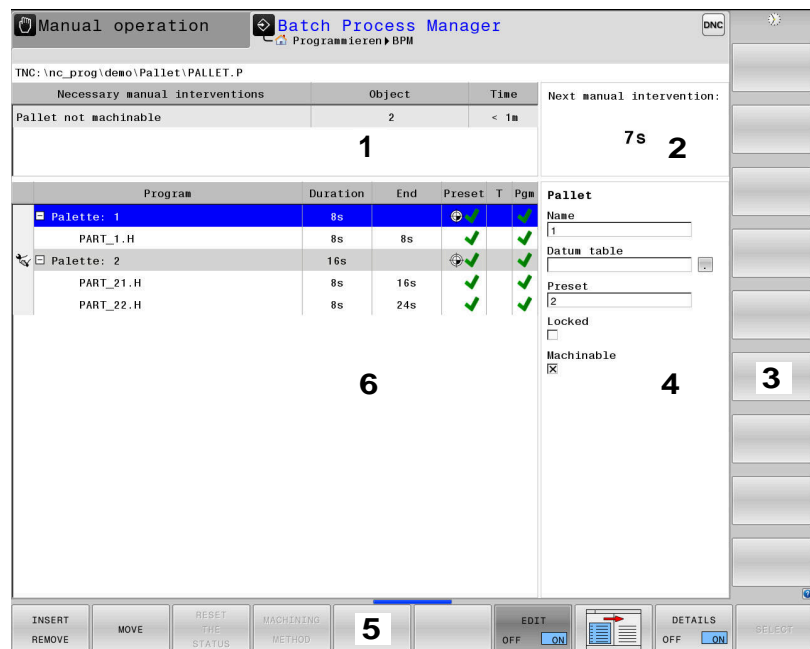 Manual operation
Batch Process Manager
Programmieren BPM
DNC
TNC:\nc_prog\demo\Pallet\PALLET.P
Necessary manual interventions Object Time
Pallet not machinable 2 < 1m
1
Next manual intervention:
7s
2
Program Duration End Preset T Pgm
Palette: 1 8s
PART_1.H 8s 8s
Palette: 2 16s
PART_21.H 8s 16s
PART_22.H 8s 24s
6
Pallet
Name
1
Datum table
Preset
2
Locked
Machinable
4
3
INSERT
REMOVE
MOVE
RESET
THE
STATUS
MACHINING
METHOD
5
EDIT
OFF ON
DETAILS
OFF ON
SELECT